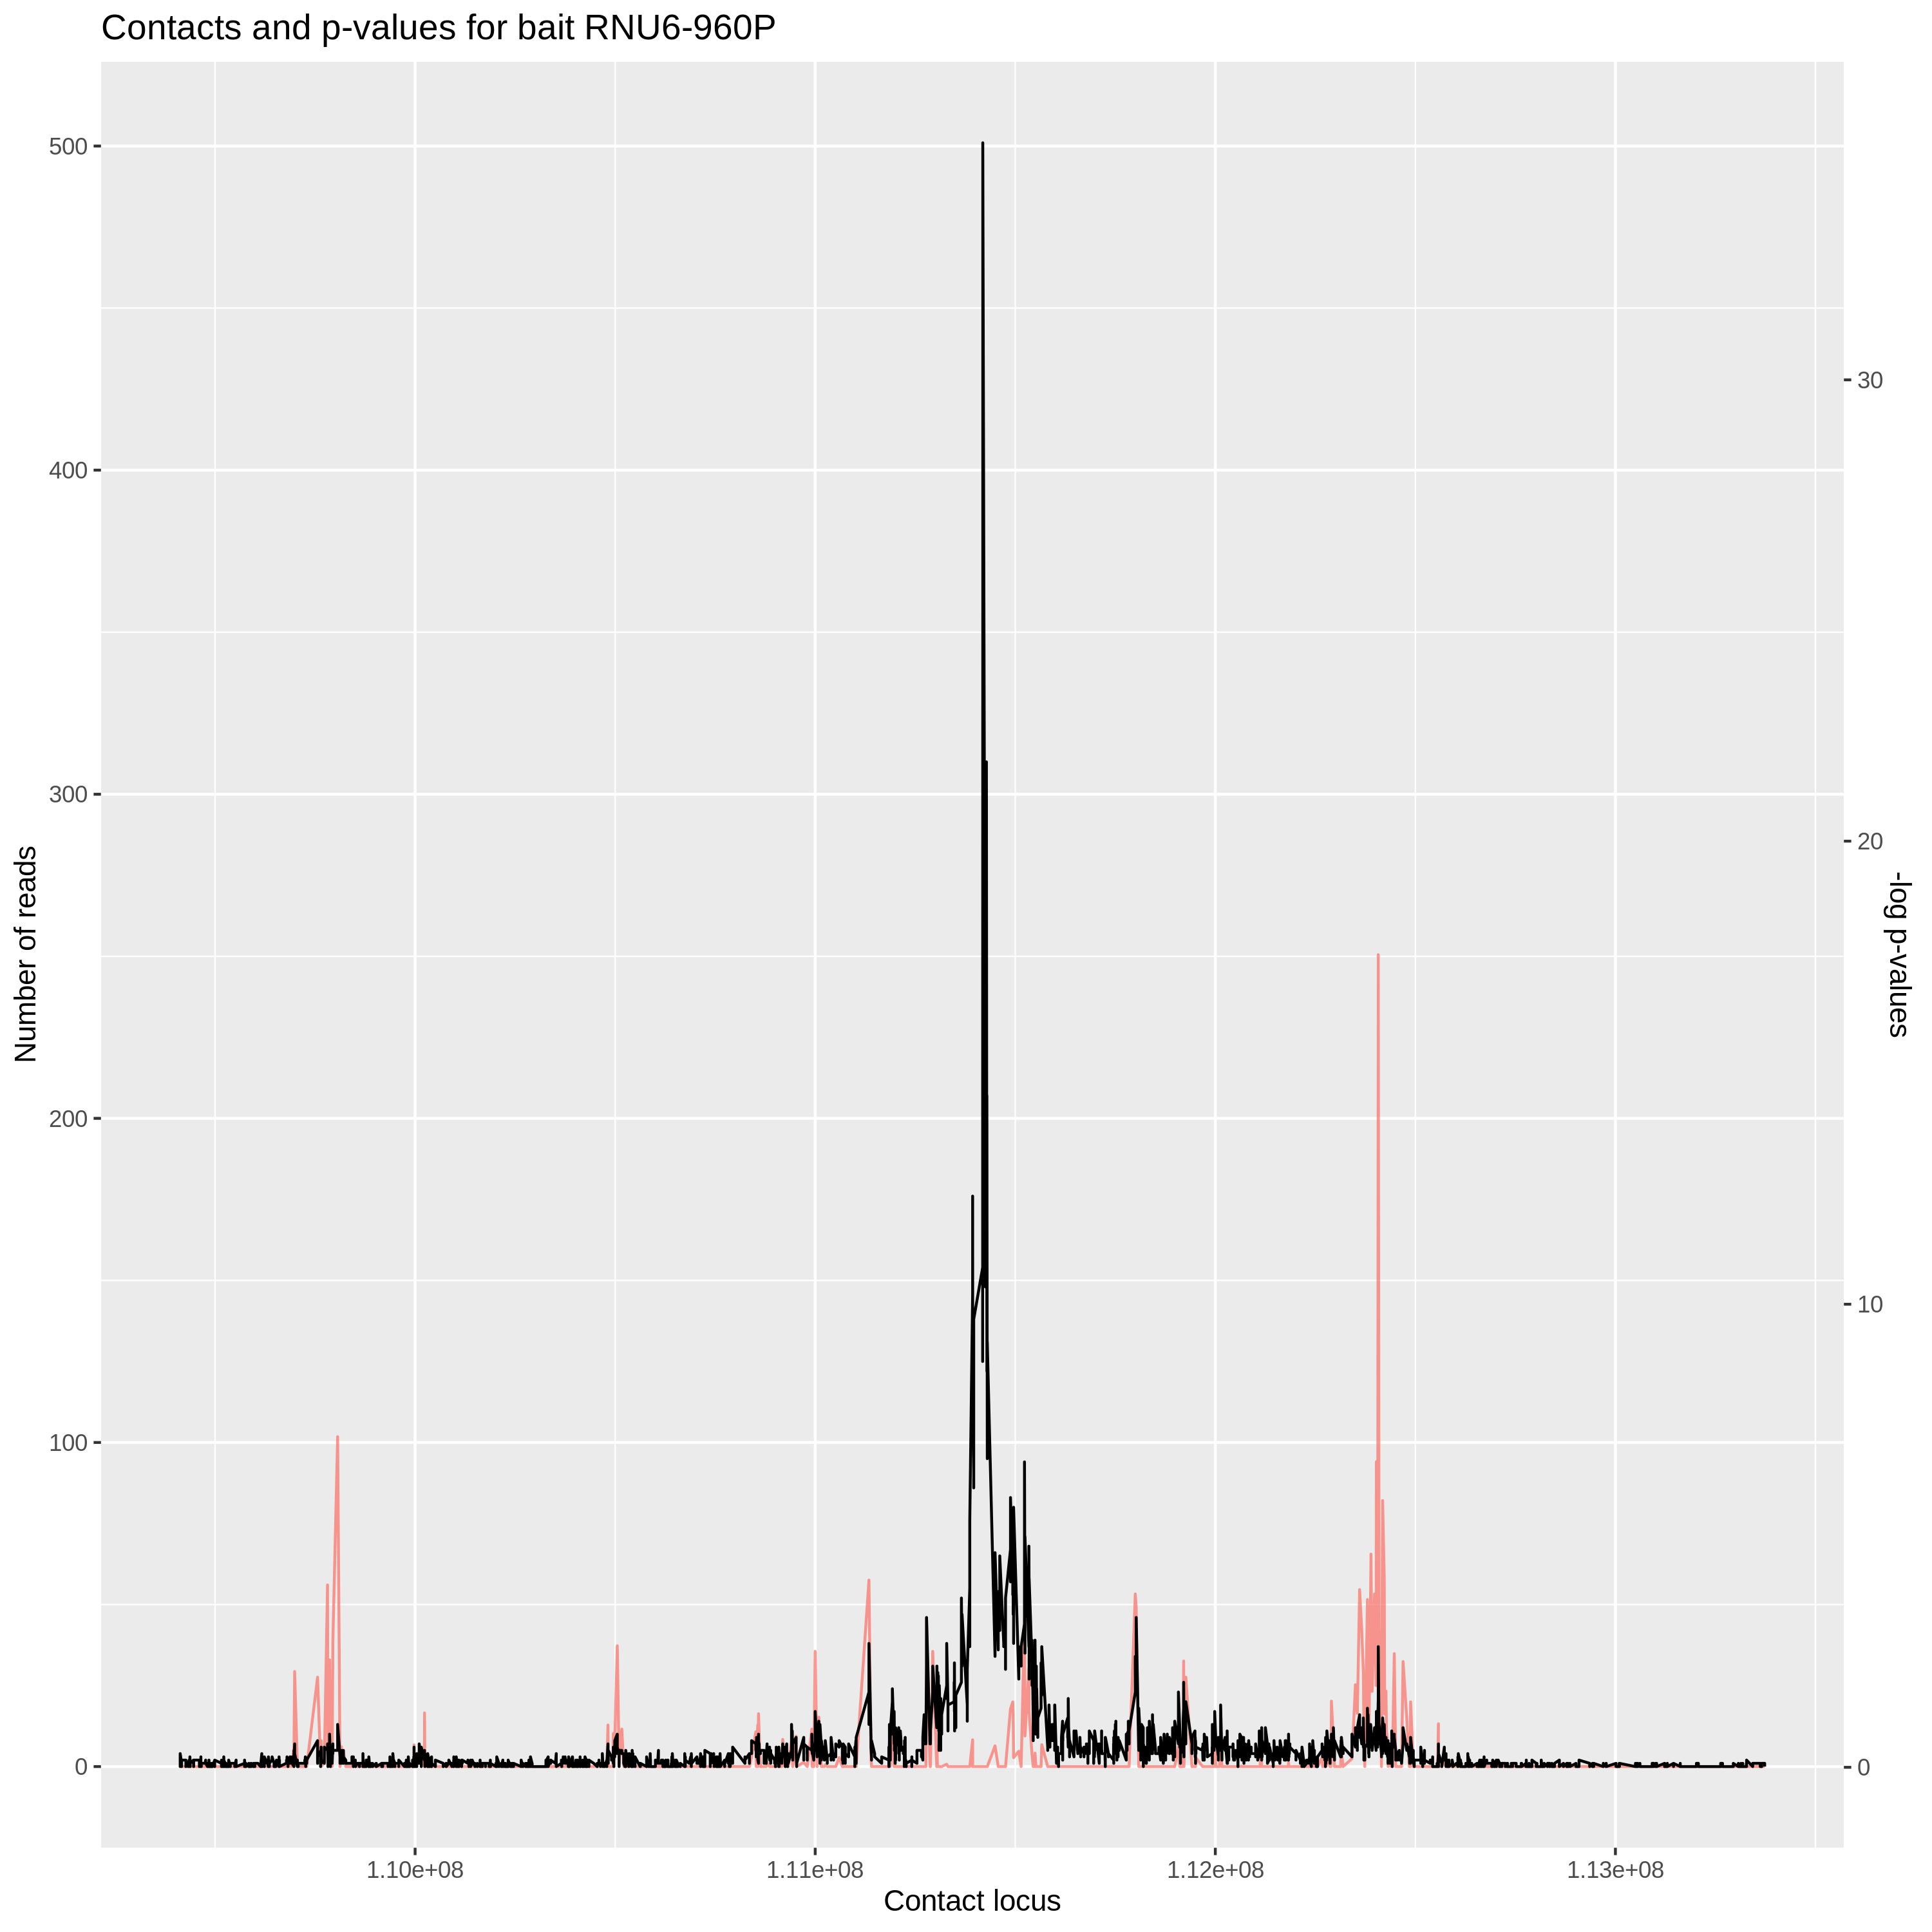 Contacts and p-values for bait RNU6-960P
500
400
300
200
100
0
Number of reads
30
20
10
0
-log p-values
1.10e+08
1.11e+08
1.12e+08
1.13e+08
Contact locus